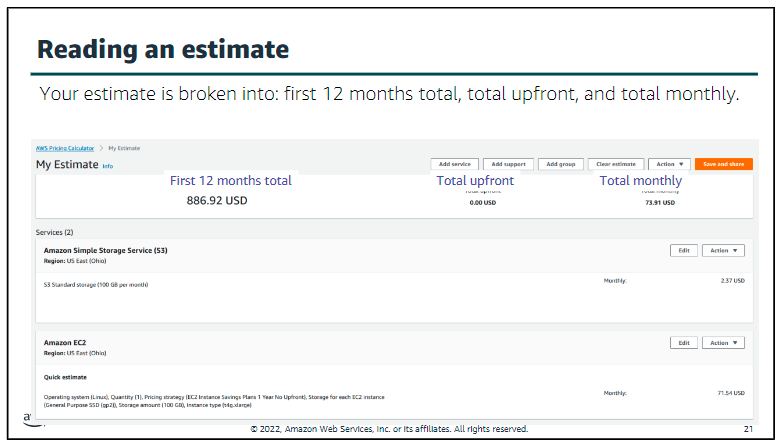 Reading an estimate
Your estimate is broken into: first 12 months total, total upfront, and total monthly.
AWS Pricing Calculator > My Estimate
My Estimate Info
Add service Add support Add group Clear estimate Action ▼ Save and share
First 12 months total Total upfront Total monthly
886.92 USD 0.00 USD 73.91 USD
Services (2)
Amazon Simple Storage Service (S3) Edit Action ▼
Region: US East (Ohio)
S3 Standard storage (100 GB per month) Monthly: 2.37 USD
Amazon EC2 Edit Action ▼
Region: US East (Ohio)
Quick estimate
Operating system (Linux), Quantity (1), Pricing strategy (EC2 Instance Savings Plans 1 Year No Upfront), Storage for each EC2 instance Monthly: 71.54 USD
(General Purpose SSD (gp2)), Storage amount (100 GB), Instance type (t4g.xlarge)
© 2022, Amazon Web Services, Inc. or its affiliates. All rights reserved. 21